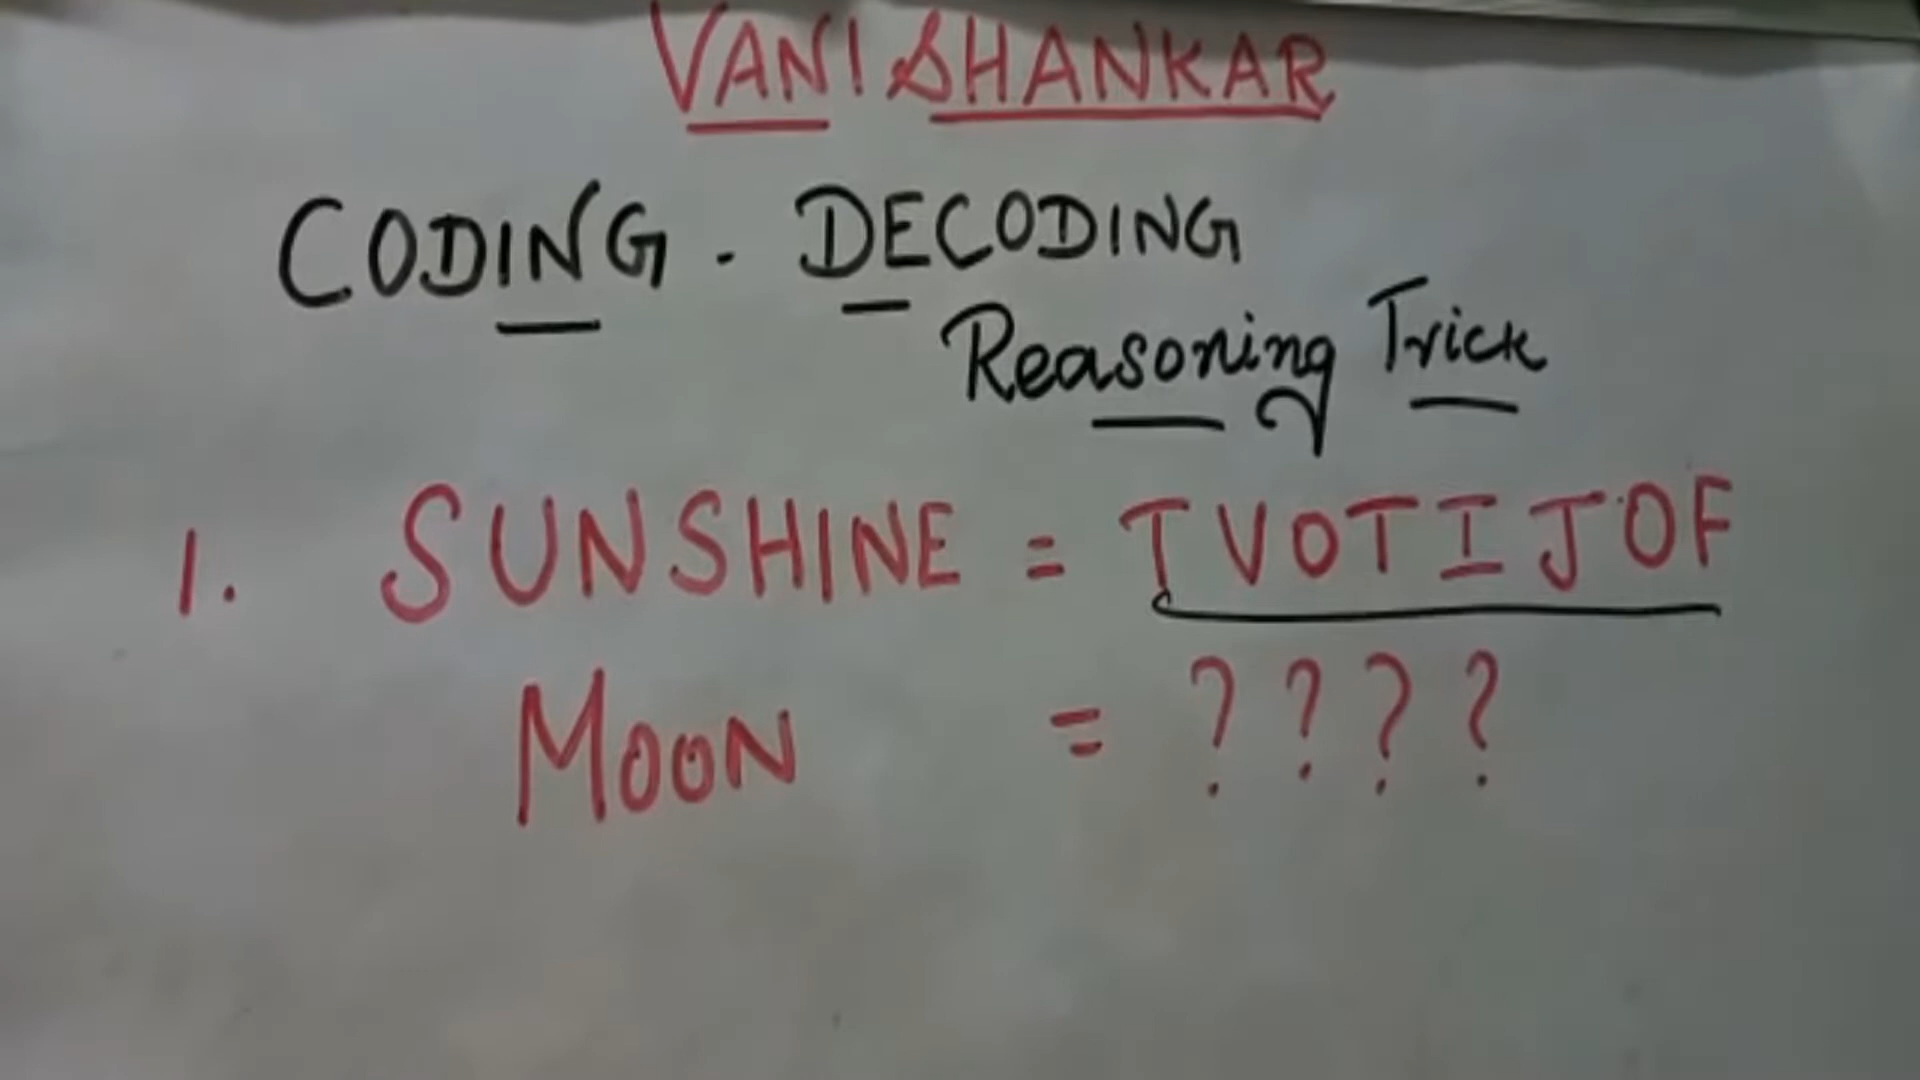 VANI SHANKAR
CODING - DECODING
Reasoning Trick
1. SUNSHINE = TVOTIJOF
MOON = ????